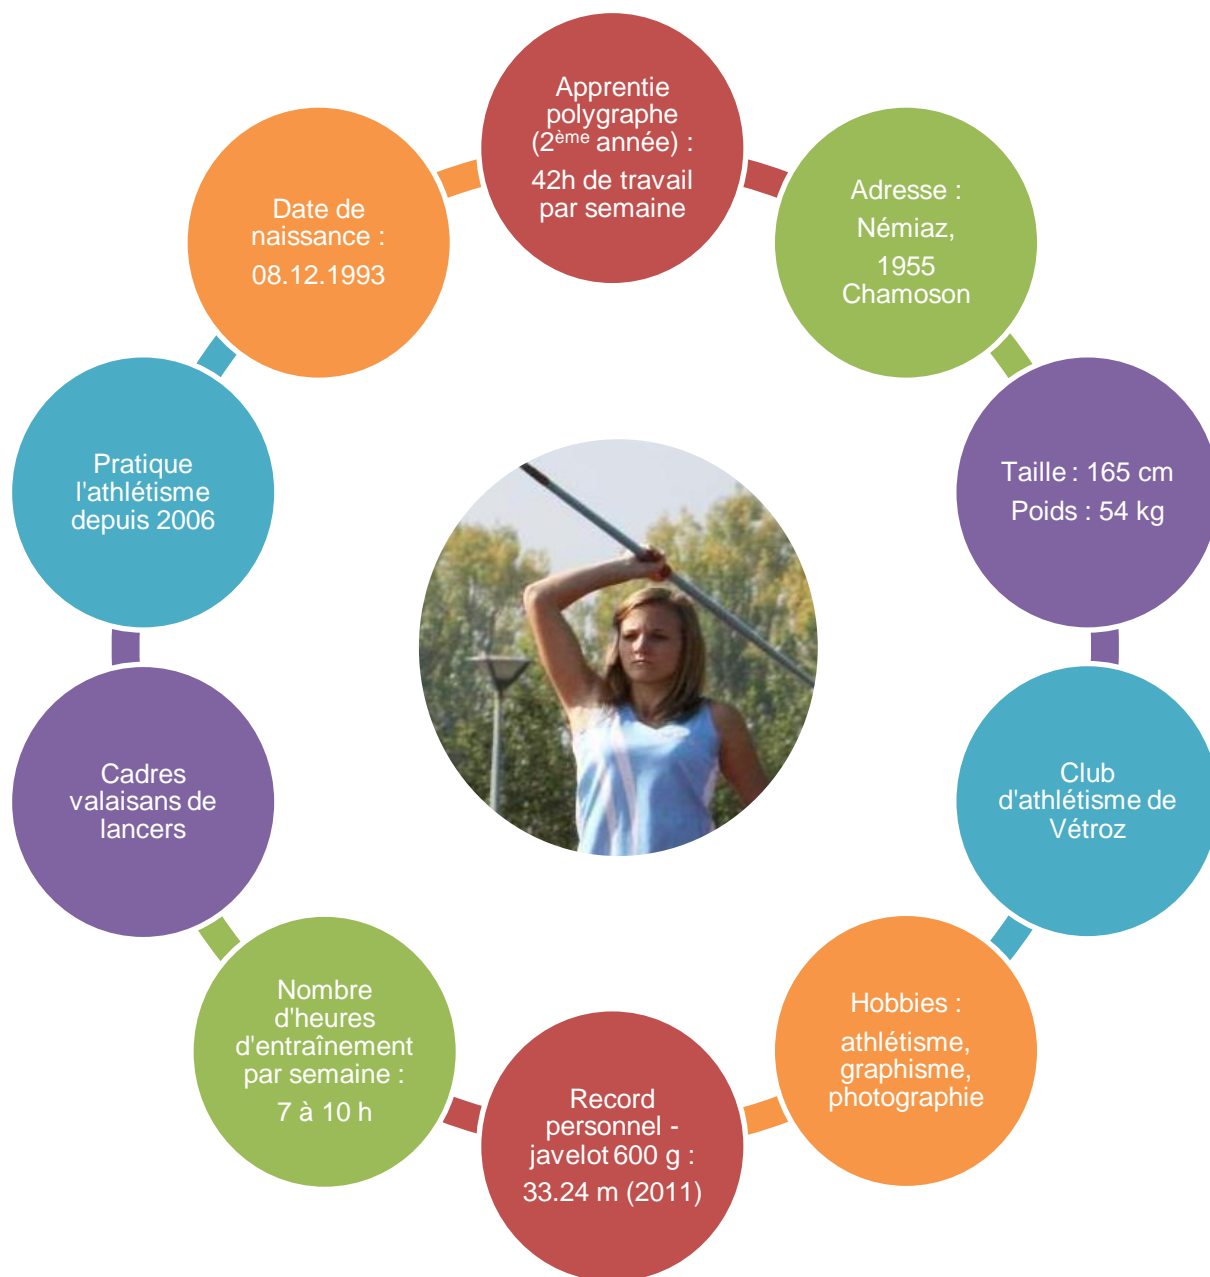 Apprentie
polygraphe
(2ème année) :
42h de travail
par semaine
Adresse :
Némiaz,
1955
Chamoson
Taille : 165 cm
Poids : 54 kg
Club
d'athlétisme de
Vétroz
Hobbies :
athlétisme,
graphisme,
photographie
Record
personnel -
javelot 600 g :
33.24 m (2011)
Nombre
d'heures
d'entraînement
par semaine :
7 à 10 h
Cadres
valaisans de
lancers
Pratique
l'athlétisme
depuis 2006
Date de
naissance :
08.12.1993